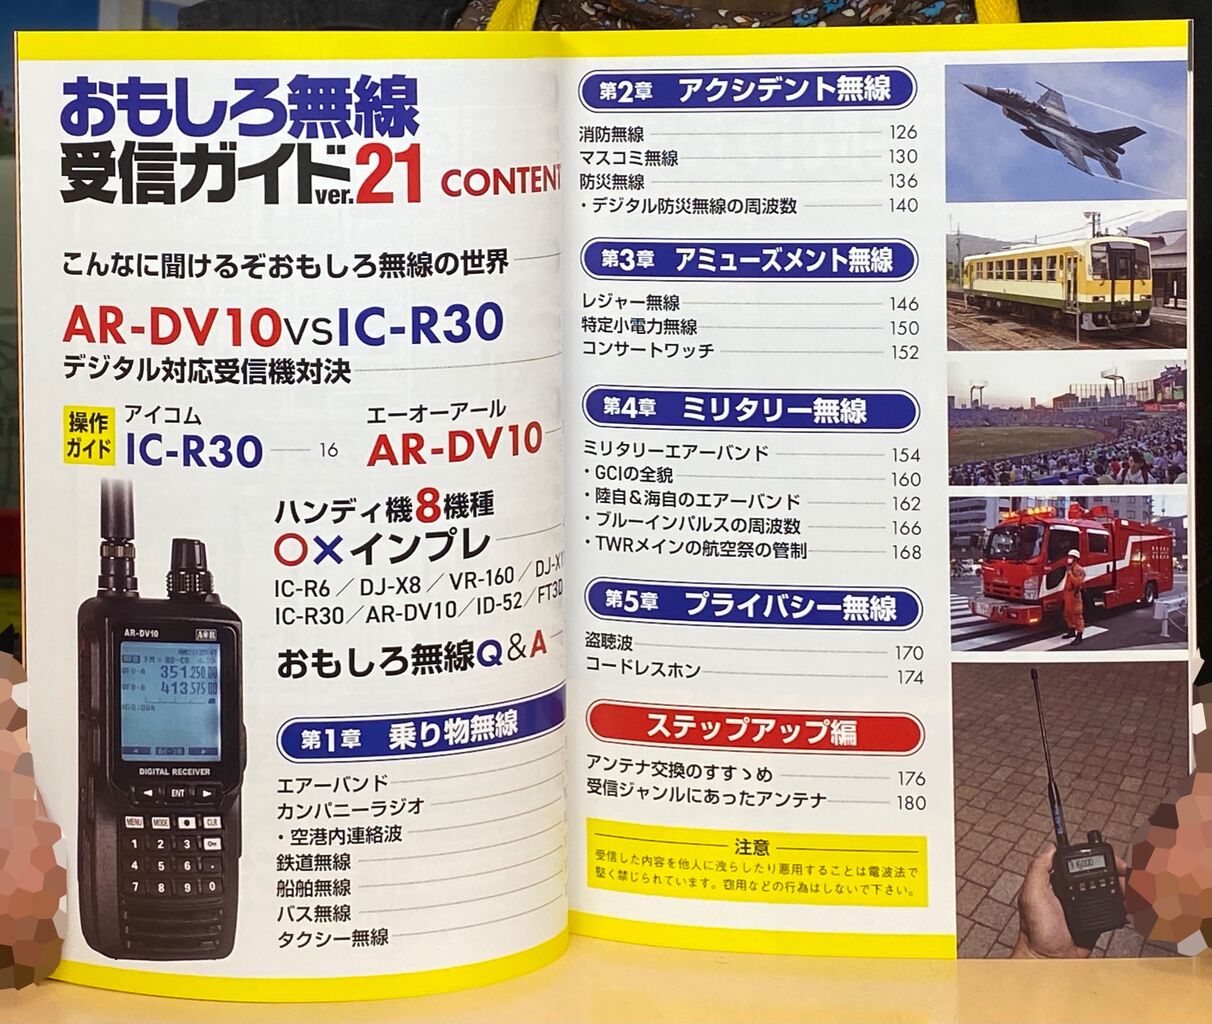 おもしろ無線
受信ガイドver.21 CONTENT
こんなに聞けるぞおもしろ無線の世界
AR-DV10 VS IC-R30
デジタル対応受信機対決
操作
ガイド
アイコム
IC-R30 16
エーオーアール
AR-DV10
ハンディ機8機種
○×インプレ
IC-R6／DJ-X8／VR-160／DJ-X
IC-R30／AR-DV10／ID-52／FT3D
おもしろ無線Q&A
AR-DV10
AOR
351.250 00
413.575 00
DIGITAL RECEIVER
ENT
MENU MODE CLR
1 2 3
4 5 6
7 8 9 0
第1章 乗り物無線
エアーバンド
カンパニーラジオ
・空港内連絡波
鉄道無線
船舶無線
バス無線
タクシー無線
第2章 アクシデント無線
消防無線 126
マスコミ無線 130
防災無線 136
・デジタル防災無線の周波数 140
第3章 アミューズメント無線
レジャー無線 146
特定小電力無線 150
コンサートウォッチ 152
第4章 ミリタリー無線
ミリタリーエアーバンド 154
・GCIの全貌 160
・陸自&海自のエアーバンド 162
・ブルーインパルスの周波数 166
・TWRメインの航空祭の管制 168
第5章 プライバシー無線
盗聴波 170
コードレスホン 174
ステップアップ編
アンテナ交換のすすゝめ 176
受信ジャンルにあったアンテナ 180
注意
受信した内容を他人に洩らしたり悪用することは電波法で
堅く禁じられています。窃用などの行為はしないで下さい。